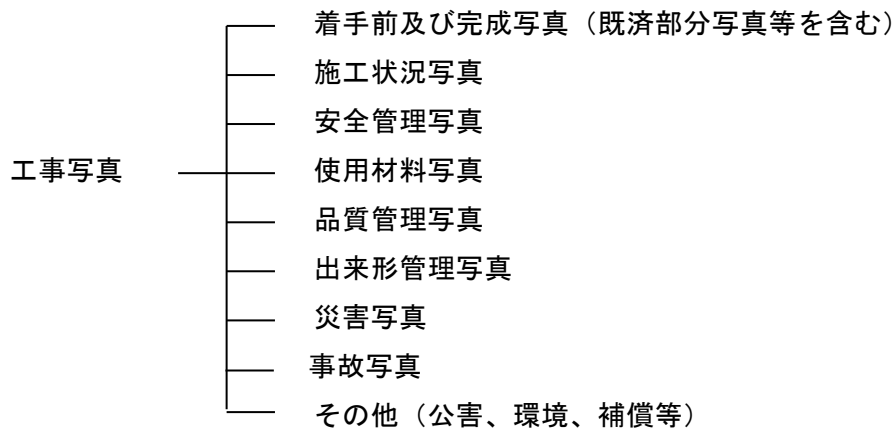 着手前及び完成写真（既済部分写真等を含む）
施工状況写真
安全管理写真
工事写真
使用材料写真
品質管理写真
出来形管理写真
災害写真
事故写真
その他（公害、環境、補償等）